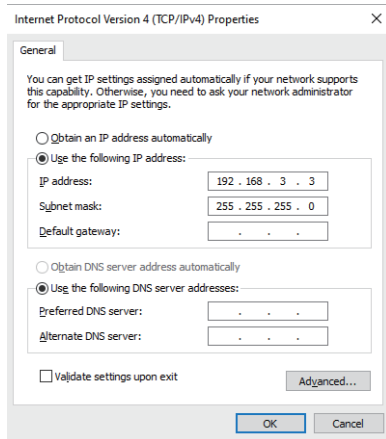 Internet Protocol Version 4 (TCP/IPv4) Properties
General
You can get IP settings assigned automatically if your network supports
this capability. Otherwise, you need to ask your network administrator
for the appropriate IP settings.
Obtain an IP address automatically
Use the following IP address:
IP address: 192 . 168 . 3 . 3
Subnet mask: 255 . 255 . 255 . 0
Default gateway: . . .
Obtain DNS server address automatically
Use the following DNS server addresses:
Preferred DNS server: . . .
Alternate DNS server: . . .
Validate settings upon exit
Advanced...
OK Cancel